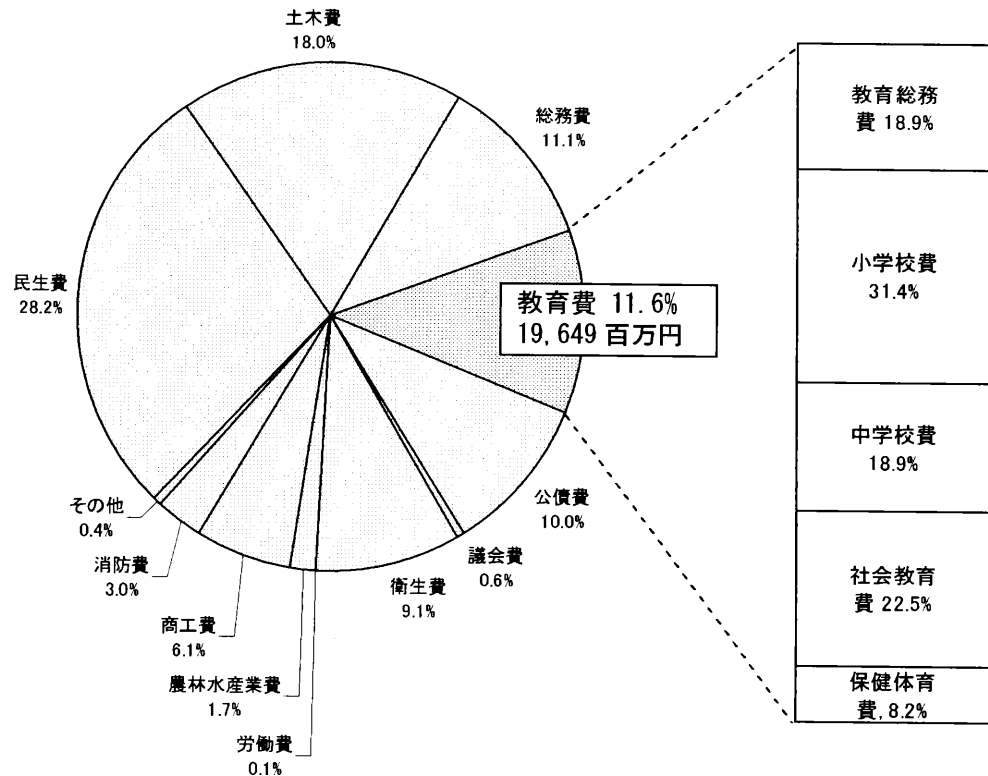 土木費
18.0%
総務費
11.1%
教育費 11.6%
19,649 百万円
公債費
10.0%
議会費
0.6%
衛生費
9.1%
労働費
0.1%
農林水産業費
1.7%
商工費
6.1%
消防費
3.0%
その他
0.4%
民生費
28.2%
教育総務
費 18.9%
小学校費
31.4%
中学校費
18.9%
社会教育
費 22.5%
保健体育
費, 8.2%